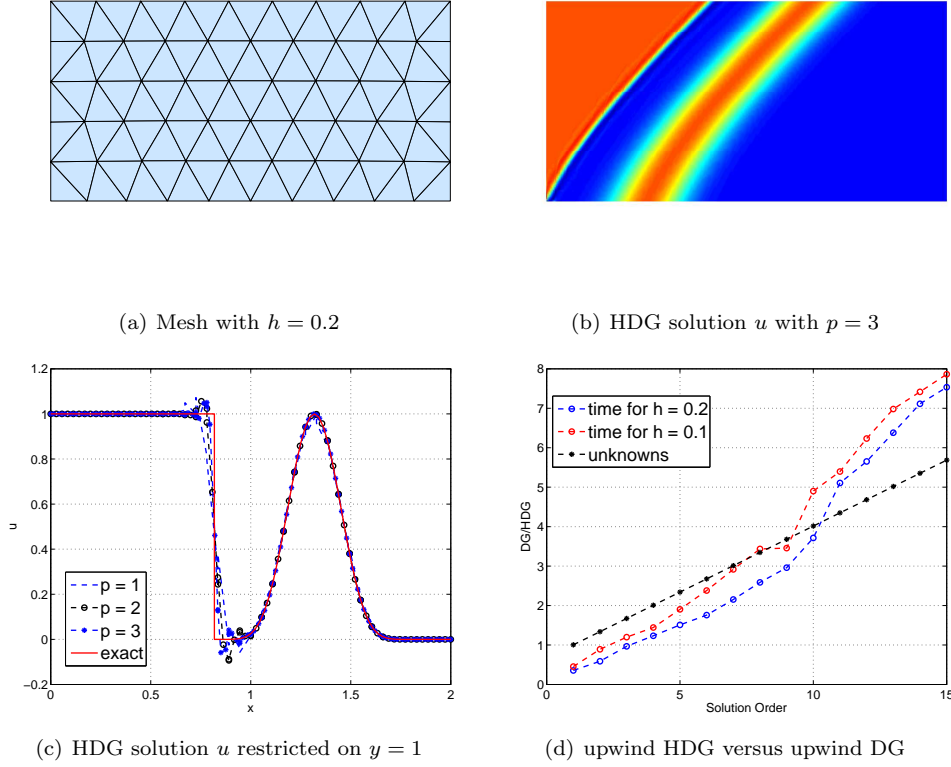 (a) Mesh with h = 0.2
(b) HDG solution u with p = 3
1.2
1
0.8
0.6
0.4
0.2
0
−0.2
u
0
0.5
1
1.5
2
x
p = 1
p = 2
p = 3
exact
8
7
6
5
4
3
2
1
0
DG/HDG
0
5
10
15
Solution Order
time for h = 0.2
time for h = 0.1
unknowns
(c) HDG solution u restricted on y = 1
(d) upwind HDG versus upwind DG